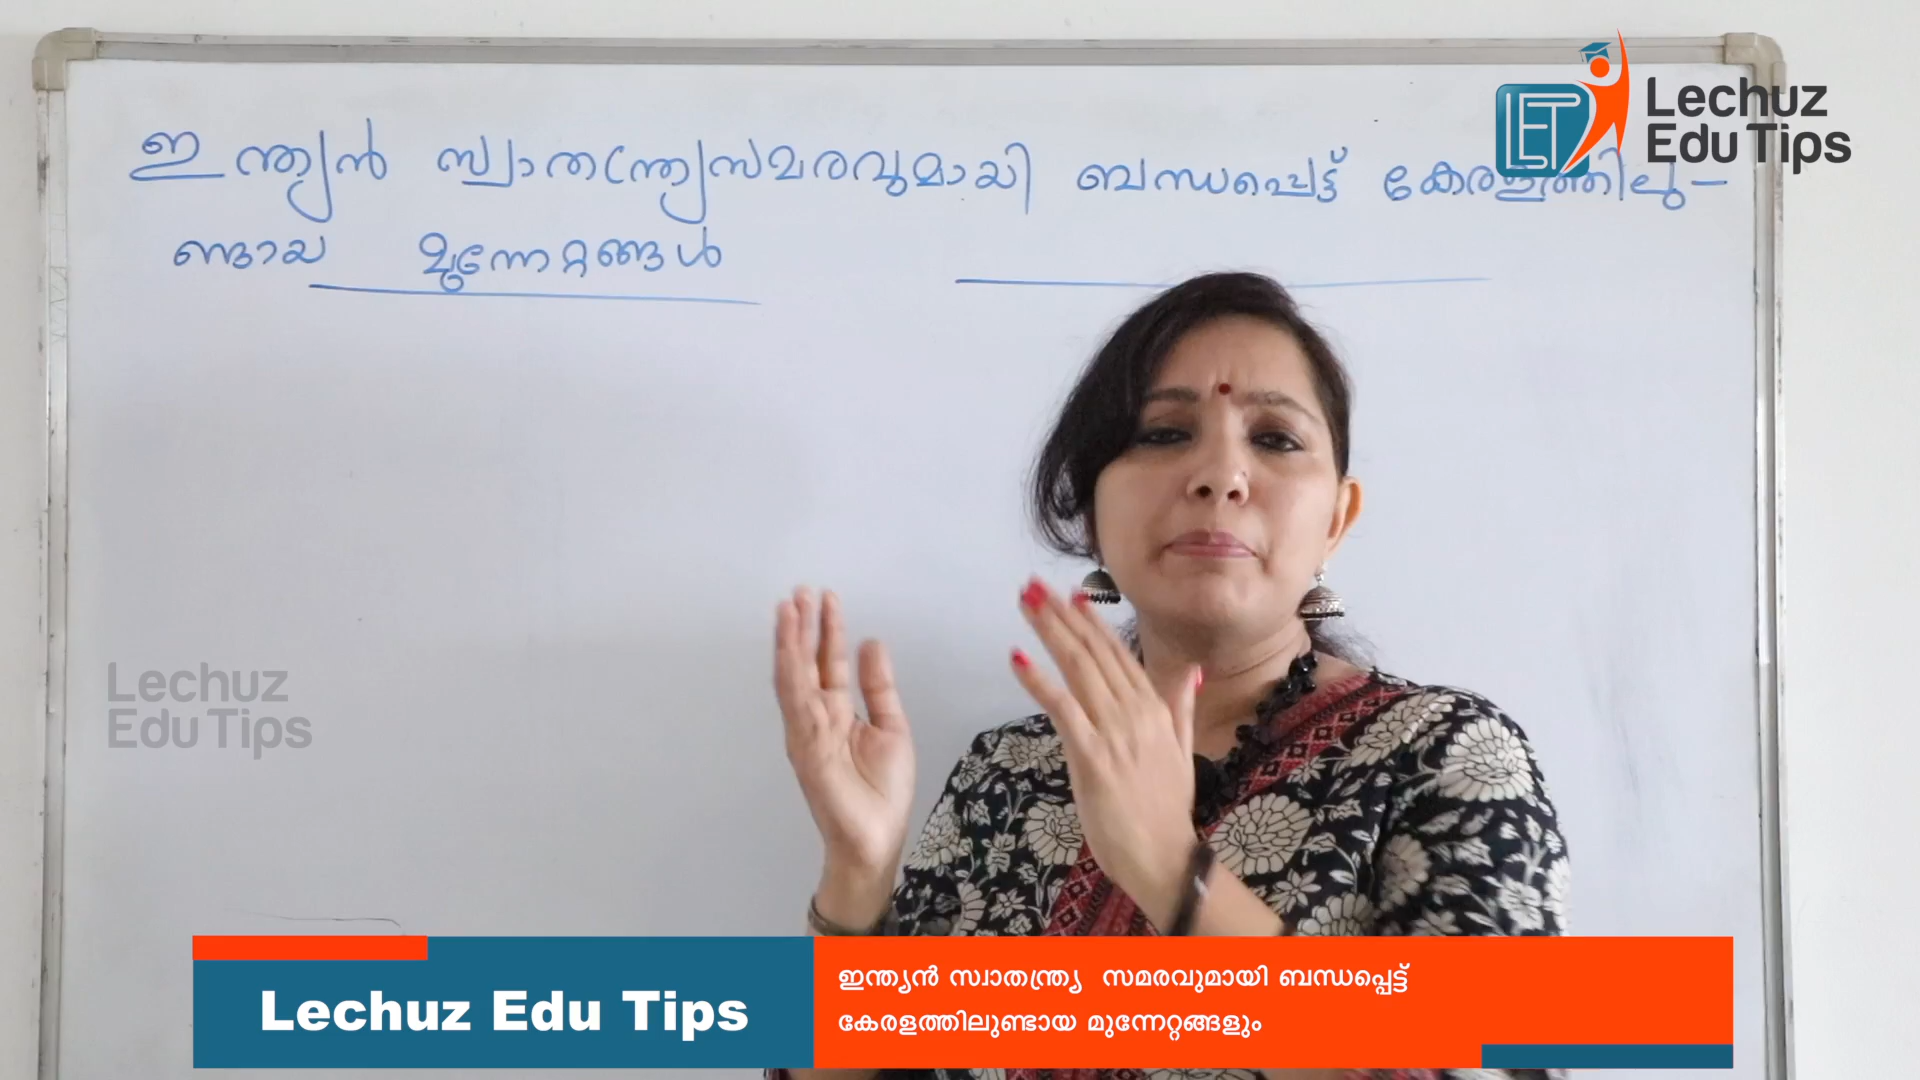 ഇന്ത്യൻ സ്വാതന്ത്ര്യസമരവുമായി ബന്ധപ്പെട്ട് കേരളത്തിലു-
ണ്ടായ മുന്നേറ്റങ്ങൾ
LET
Lechuz
Edu Tips
Lechuz
Edu Tips
Lechuz Edu Tips
ഇന്ത്യൻ സ്വാതന്ത്ര്യ സമരവുമായി ബന്ധപ്പെട്ട്
കേരളത്തിലുണ്ടായ മുന്നേറ്റങ്ങളും